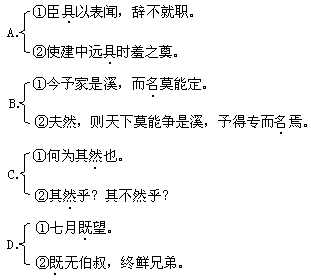 A.
①臣具以表闻，辞不就职。
②使建中远具时羞之奠。
B.
①今予家是溪，而名莫能定。
②夫然，则天下莫能争是溪，予得专而名焉。
C.
①何为其然也。
②其然乎？其不然乎？
D.
①七月既望。
②既无伯叔，终鲜兄弟。